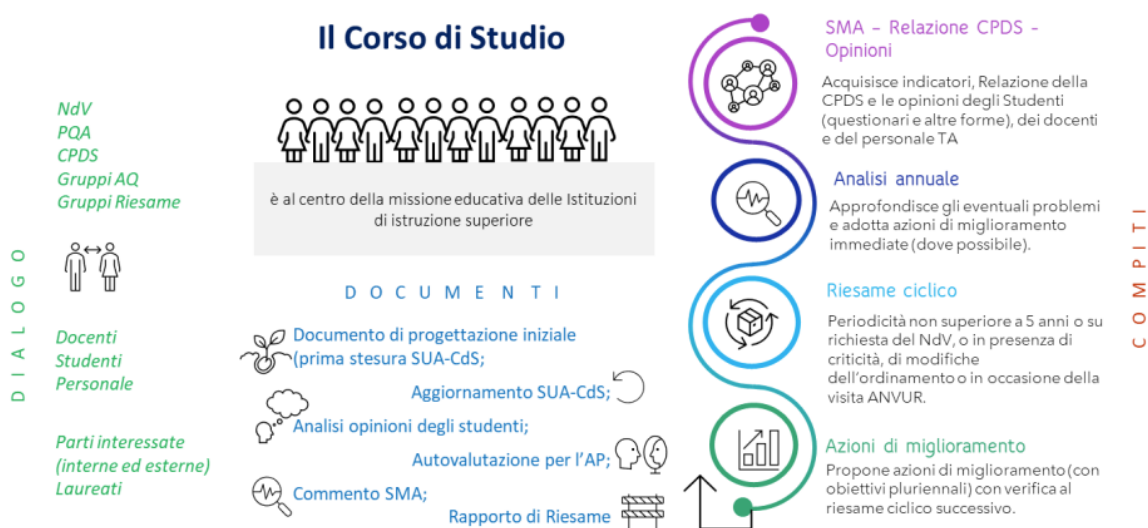 Il Corso di Studio
NdV
PQA
CPDS
Gruppi AQ
Gruppi Riesame
DIALOGO
Docenti
Studenti
Personale
Parti interessate
(interne ed esterne)
Laureati
è al centro della missione educativa delle Istituzioni
di istruzione superiore
DOCUMENTI
Documento di progettazione iniziale
(prima stesura SUA-CdS;
Aggiornamento SUA-CdS;
Analisi opinioni degli studenti;
Autovalutazione per l'AP;
Commento SMA;
Rapporto di Riesame
SMA – Relazione CPDS -
Opinioni
Acquisisce indicatori, Relazione della
CPDS e le opinioni degli Studenti
(questionari e altre forme), dei docenti
e del personale TA
Analisi annuale
Approfondisce gli eventuali problemi
e adotta azioni di miglioramento
immediate (dove possibile).
Riesame ciclico
Periodicità non superiore a 5 anni o su
richiesta del NdV, o in presenza di
criticità, di modifiche
dell'ordinamento o in occasione della
visita ANVUR.
Azioni di miglioramento
Propone azioni di miglioramento (con
obiettivi pluriennali) con verifica al
riesame ciclico successivo.
COMPITI